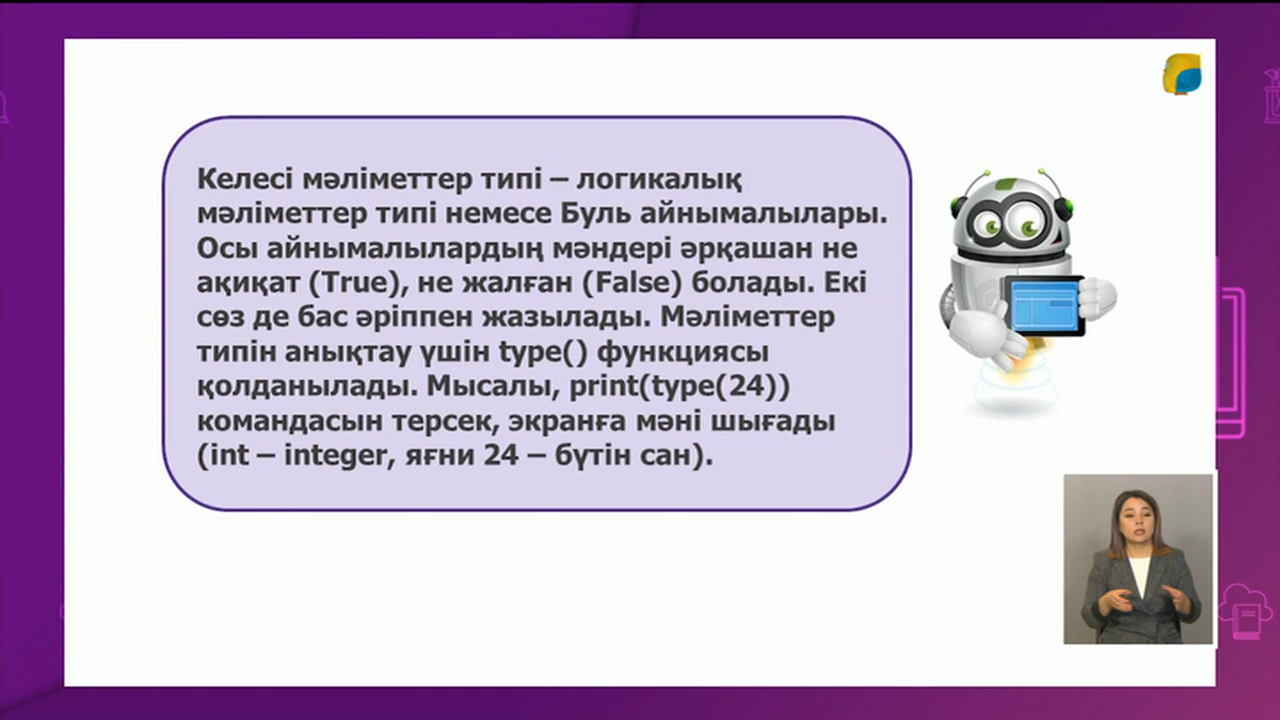 Келесі мәліметтер типі – логикалық
мәліметтер типі немесе Буль айнымалылары.
Осы айнымалылардың мәндері әрқашан не
ақиқат (True), не жалған (False) болады. Екі
сөз де бас әріппен жазылады. Мәліметтер
типін анықтау үшін type() функциясы
қолданылады. Мысалы, print(type(24))
командасын терсек, экранға мәні шығады
(int – integer, яғни 24 – бүтін сан).